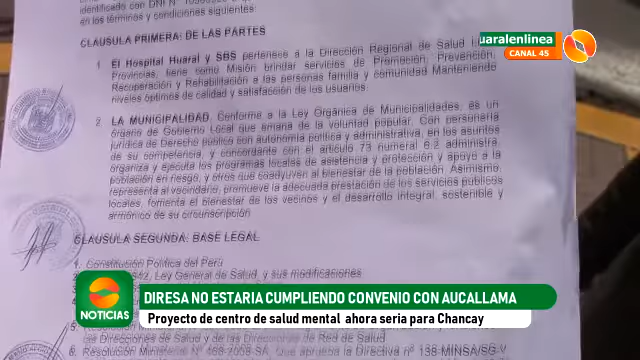 identificado con DNI N°
en los términos y condiciones siguientes:
CLAUSULA PRIMERA: DE LAS PARTES
1. El Hospital Huaral y SBS pertenece a la Dirección Regional de Salud
Provincias, tiene como Misión brindar servicios de Promoción, Prevención,
Recuperación y Rehabilitación a las personas familia y comunidad Manteniendo
niveles óptimos de calidad y satisfacción de los usuarios.
2. LA MUNICIPALIDAD, Conforme a la Ley Orgánica de Municipalidades, es un
órgano de Gobierno Local que emana de la voluntad popular. Con personería
jurídica de Derecho público con autonomía política y administrativa, en los asuntos
de su competencia, y concordante con el artículo 73 numeral 6.2 administra,
organiza y ejecuta los programas locales de asistencia y protección y apoyo a la
población en riesgo, y otros que coadyuven al bienestar de la población. Asimismo,
representa al vecindario, promueve la adecuada prestación de los servicios públicos
locales, fomenta el bienestar de los vecinos y el desarrollo integral, sostenible y
armónico de su circunscripción
CLAUSULA SEGUNDA: BASE LEGAL
1. Constitución Política del Perú
Ley General de Salud, y sus modificaciones
las Direcciones de Salud y de las Direcciones de Red de Salud
6. Resolución Ministerial N° 468-2008-SA, Que aprueba la Directiva n° 138-MINSA/SG-V
uaralenlinea
CANAL 45
NOTICIAS
DIRESA NO ESTARIA CUMPLIENDO CONVENIO CON AUCALLAMA
Proyecto de centro de salud mental ahora seria para Chancay